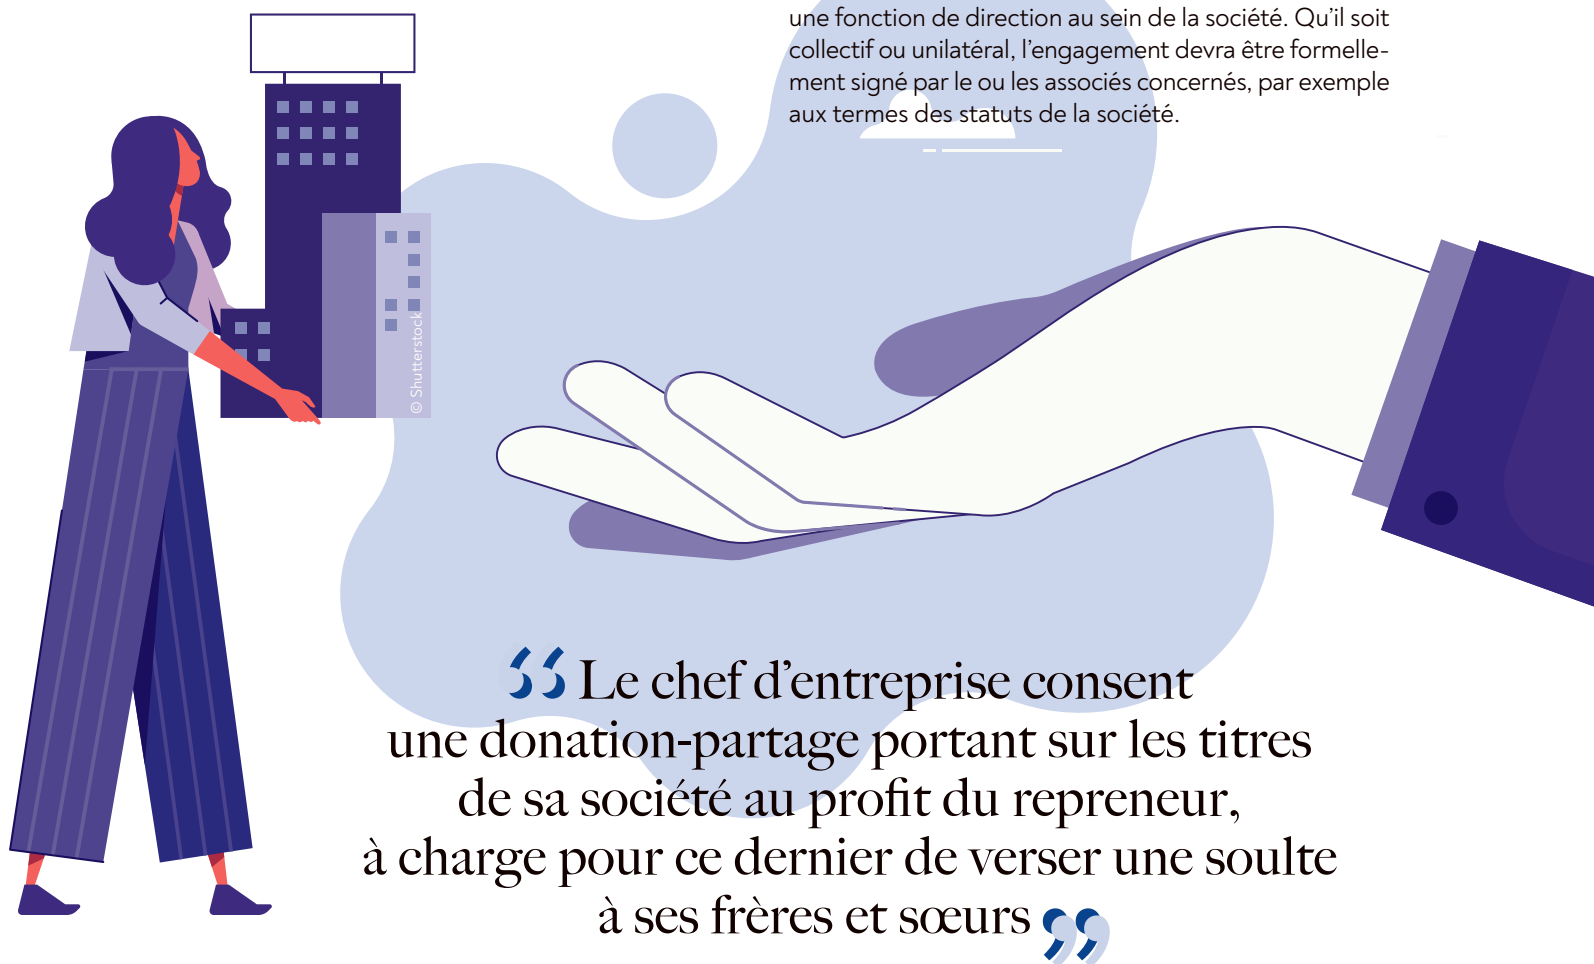 une fonction de direction au sein de la société. Qu’il soit
collectif ou unilatéral, l’engagement devra être formelle-
ment signé par le ou les associés concernés, par exemple
aux termes des statuts de la société.
© Shutterstock
“ Le chef d’entreprise consent
une donation-partage portant sur les titres
de sa société au profit du repreneur,
à charge pour ce dernier de verser une soulte
à ses frères et sœurs ”